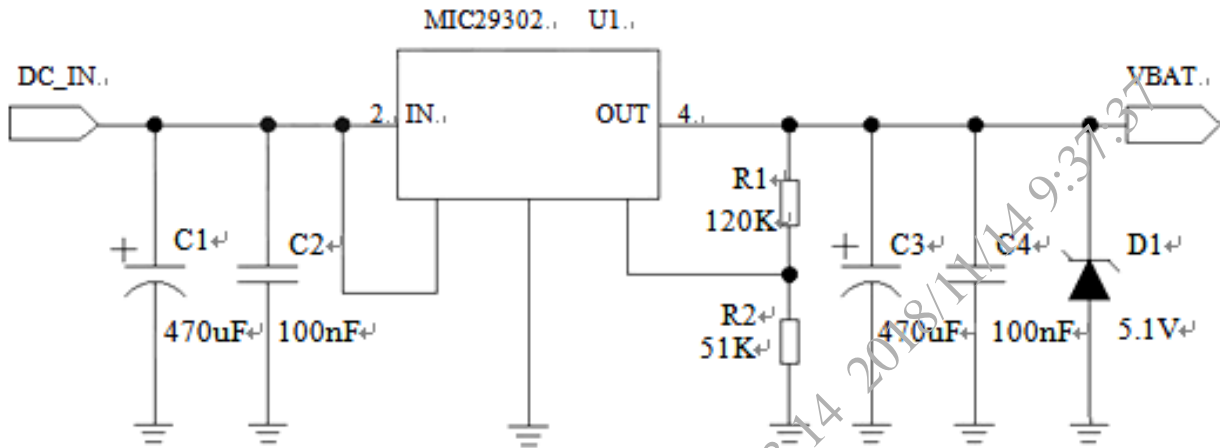 MIC29302 U1
DC_IN
VBAT
2 IN
OUT 4
R1
120K
+ C1
C2
+ C3
C4
D1
R2
51K
470uF
100nF
470uF
100nF
5.1V
14 2018/11/14 9:37:37